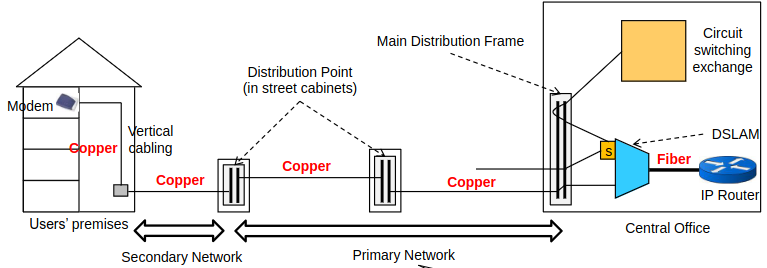 Circuit
switching
exchange
Main Distribution Frame
Distribution Point
(in street cabinets)
Modem
Vertical
cabling
Copper
DSLAM
S
Fiber
Copper
Copper
Copper
IP Router
Users' premises
Central Office
Secondary Network
Primary Network